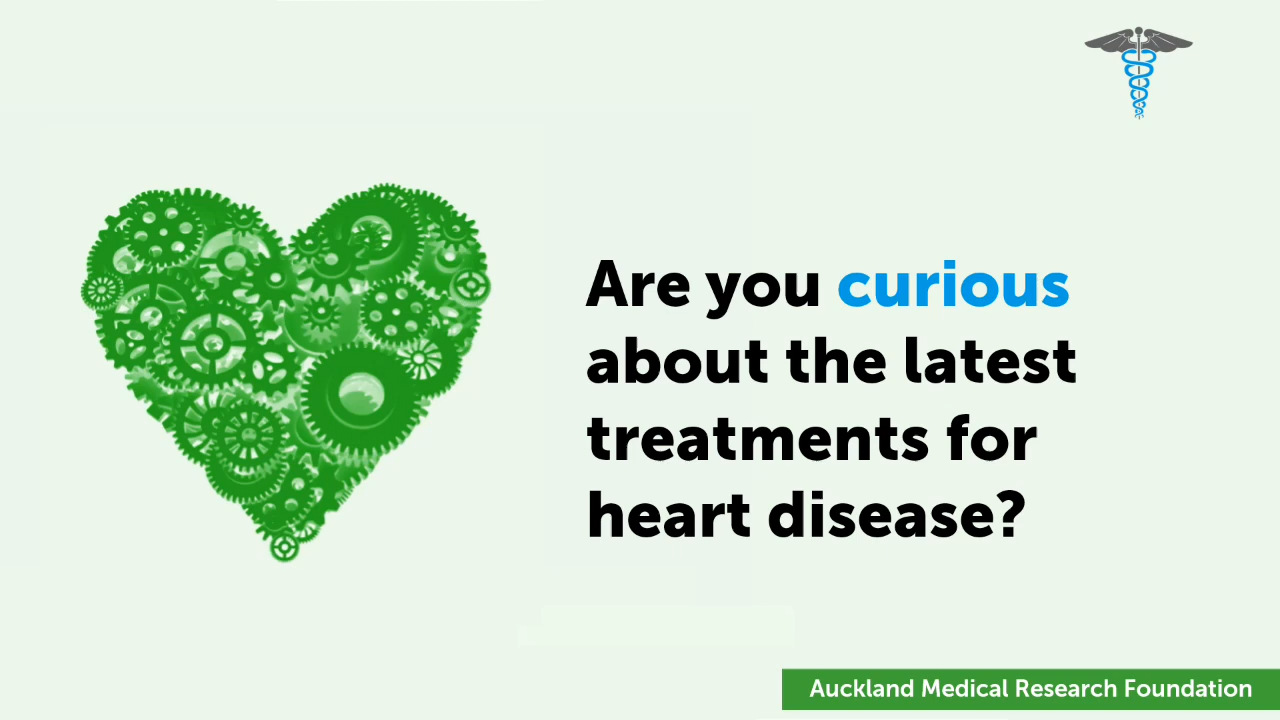 Are you curious
about the latest
treatments for
heart disease?
Auckland Medical Research Foundation